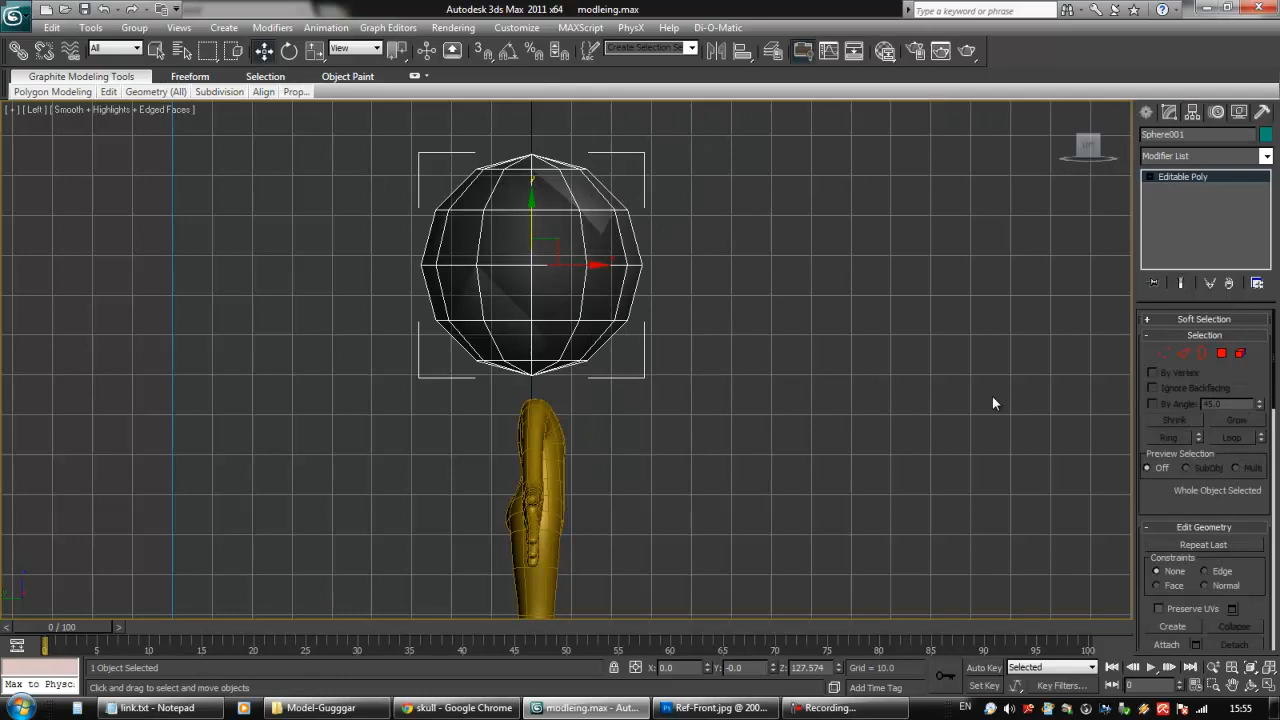 Autodesk 3ds Max 2011 x64 modleing.max
Type a keyword or phrase
Edit Tools Group Views Create Modifiers Animation Graph Editors Rendering Customize MAXScript PhysX Help Di-O-Matic
All View Create Selection Se
Graphite Modeling Tools Freeform Selection Object Paint
Polygon Modeling Edit Geometry (All) Subdivision Align Prop...
[ + ] [ Left ] [ Smooth + Highlights + Edged Faces ]
Sphere001
Modifier List
Editable Poly
+ Soft Selection
- Selection
By Vertex
Ignore Backfacing
By Angle: 45.0
Shrink Grow
Ring Loop
Preview Selection
Off SubObj Multi
Whole Object Selected
- Edit Geometry
Repeat Last
Constraints
None Edge
Face Normal
Preserve UVs
Create Collapse
Attach Detach
< 0 / 100 >
0 5 10 15 20 25 30 35 40 45 50 55 60 65 70 75 80 85 90 95 100
1 Object Selected X: 0.0 Y: -0.0 Z: 127.574 Grid = 10.0 Auto Key Selected
Max to Physc Click and drag to select and move objects Add Time Tag Set Key Key Filters... 0
link.txt - Notepad Model-Gugggar skull - Google Chrome modleing.max - Aut... Ref-Front.jpg @ 200... Recording... EN 15:55